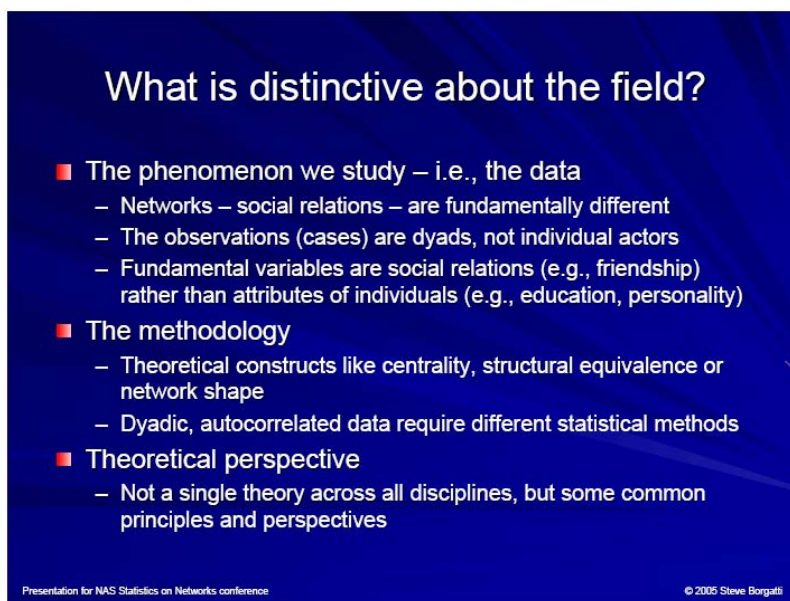 What is distinctive about the field?
The phenomenon we study – i.e., the data
– Networks – social relations – are fundamentally different
– The observations (cases) are dyads, not individual actors
– Fundamental variables are social relations (e.g., friendship)
rather than attributes of individuals (e.g., education, personality)
The methodology
– Theoretical constructs like centrality, structural equivalence or
network shape
– Dyadic, autocorrelated data require different statistical methods
Theoretical perspective
– Not a single theory across all disciplines, but some common
principles and perspectives
Presentation for NAS Statistics on Networks conference
© 2005 Steve Borgatti